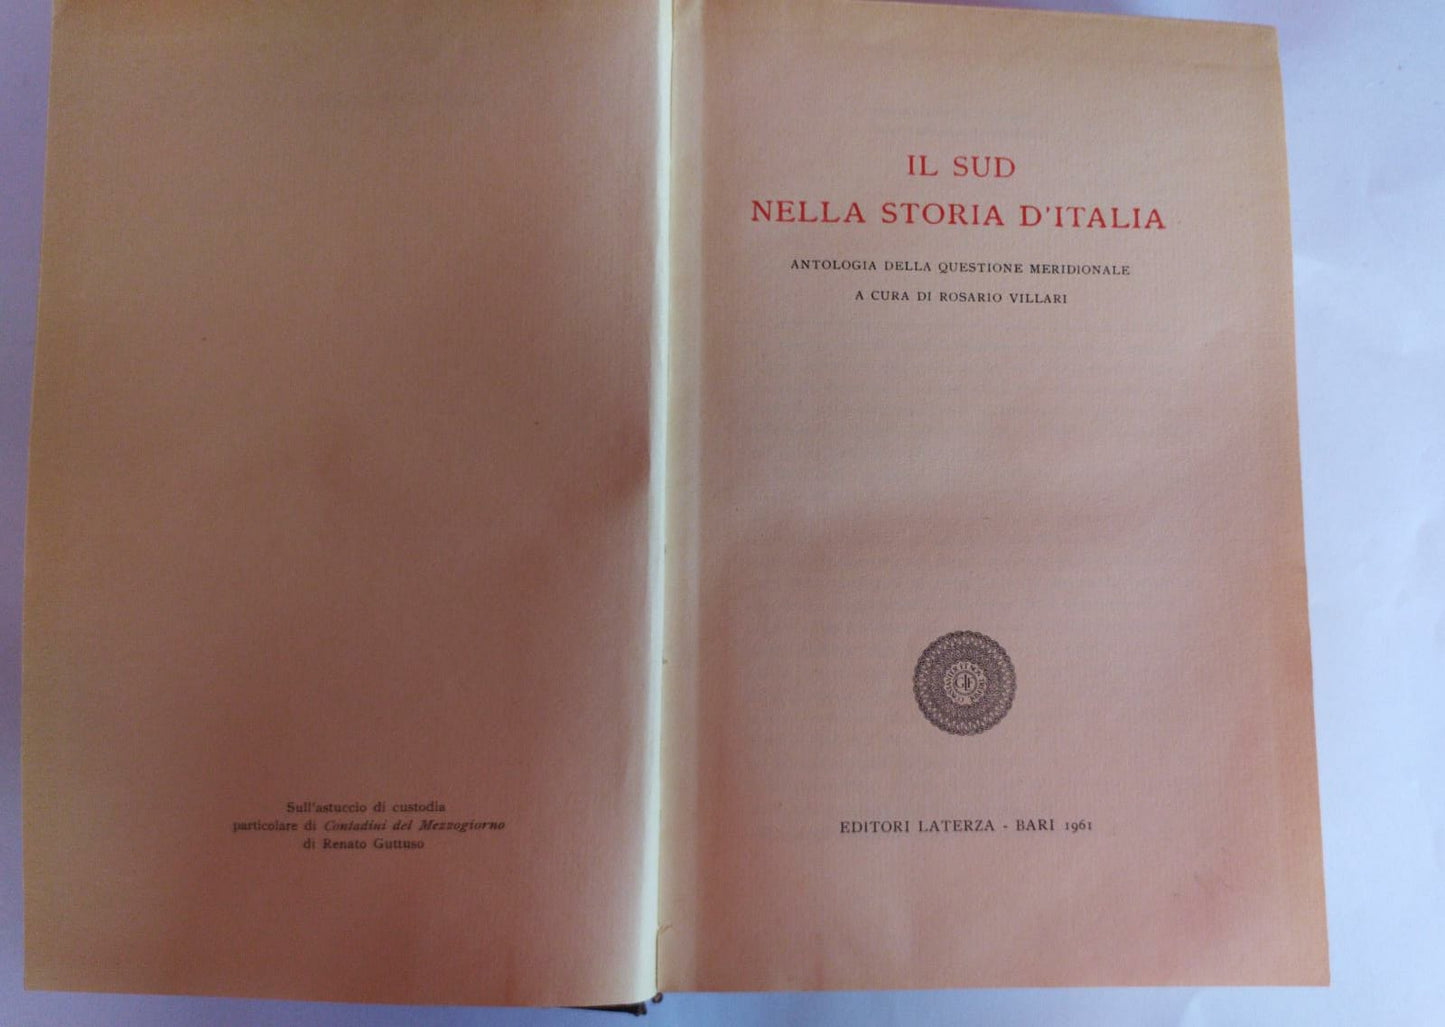 Sull'astuccio di custodia
particolare di Contadini del Mezzogiorno
di Renato Guttuso
IL SUD
NELLA STORIA D'ITALIA
ANTOLOGIA DELLA QUESTIONE MERIDIONALE
A CURA DI ROSARIO VILLARI
EDITORI LATERZA - BARI 1961